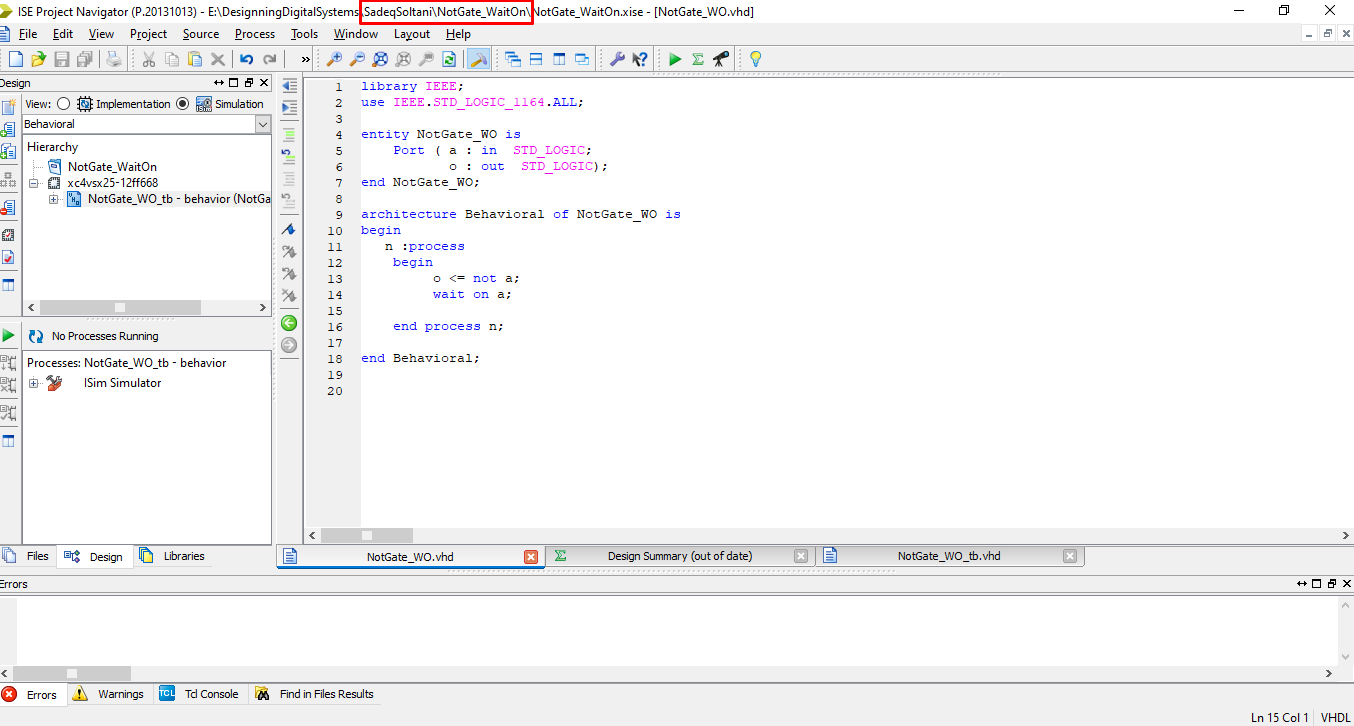 ISE Project Navigator (P.20131013) - E:\DesignningDigitalSystems\SadeqSoltani\NotGate_WaitOn\NotGate_WaitOn.xise - [NotGate_WO.vhd]
File Edit View Project Source Process Tools Window Layout Help
Design
View: Implementation Simulation
Behavioral
Hierarchy
NotGate_WaitOn
xc4vsx25-12ff668
NotGate_WO_tb - behavior (NotGa
No Processes Running
Processes: NotGate_WO_tb - behavior
ISim Simulator
Files Design Libraries
1 library IEEE;
2 use IEEE.STD_LOGIC_1164.ALL;
3
4 entity NotGate_WO is
5 Port ( a : in STD_LOGIC;
6 o : out STD_LOGIC);
7 end NotGate_WO;
8
9 architecture Behavioral of NotGate_WO is
10 begin
11 n :process
12 begin
13 o <= not a;
14 wait on a;
15
16 end process n;
17
18 end Behavioral;
19
20
NotGate_WO.vhd Design Summary (out of date) NotGate_WO_tb.vhd
Errors
Errors Warnings Tcl Console Find in Files Results
Ln 15 Col 1 VHDL